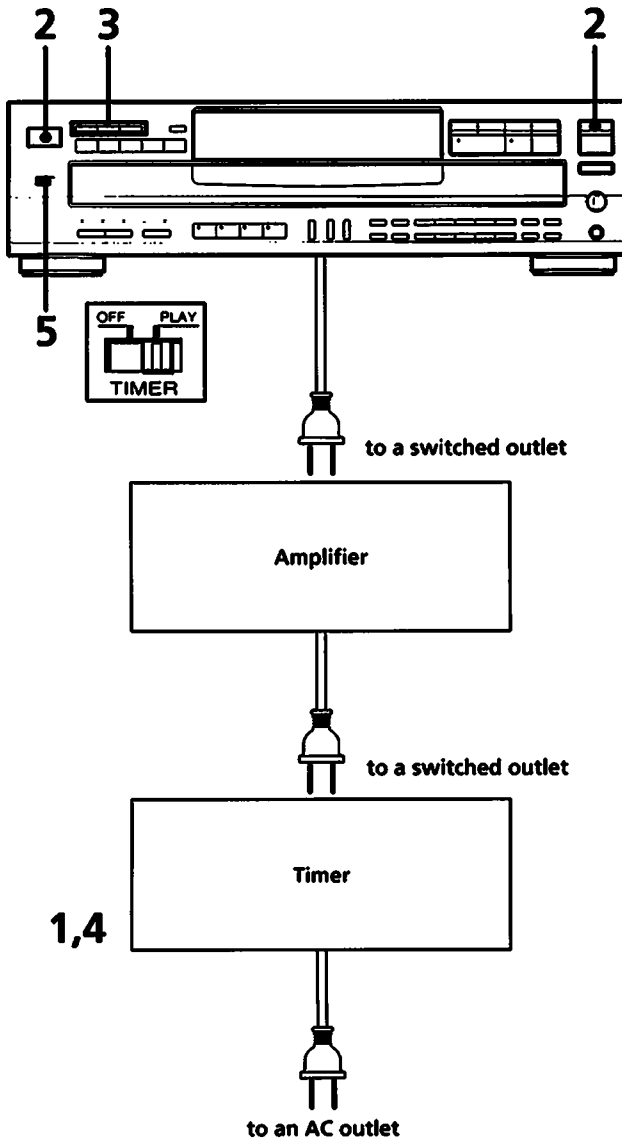 2 3 2
5
OFF PLAY
TIMER
to a switched outlet
Amplifier
to a switched outlet
Timer
1,4
to an AC outlet